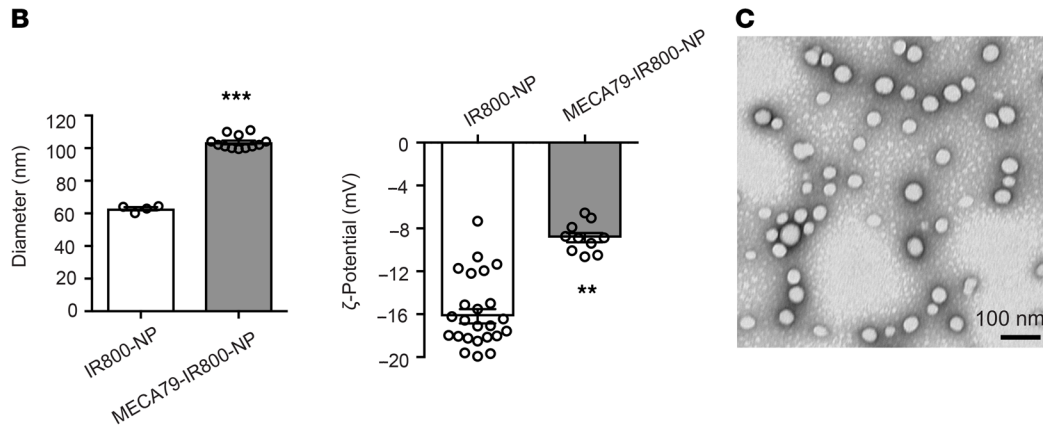 B
Diameter (nm)
120
100
80
60
40
20
0
***
IR800-NP
MECA79-IR800-NP
ζ-Potential (mV)
IR800-NP
MECA79-IR800-NP
0
−4
−8
−12
−16
−20
**
C
100 nm